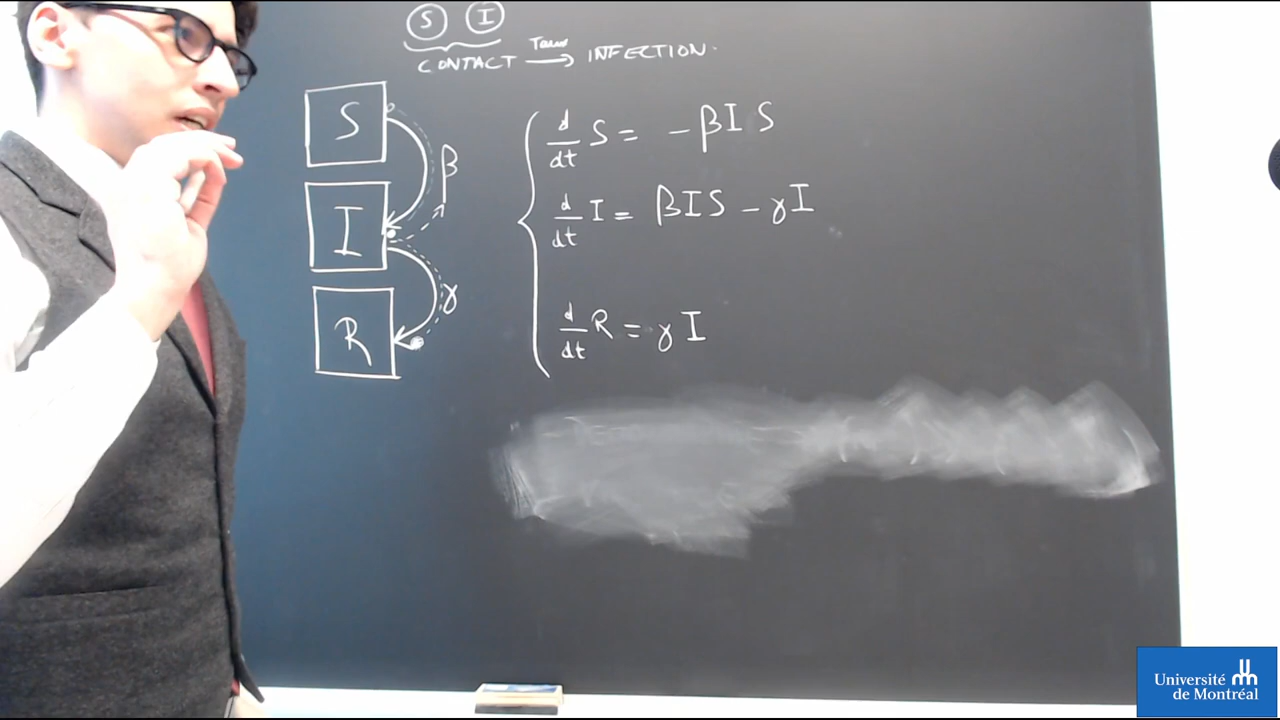 S I
CONTACT → INFECTION.
S
I
R
β
γ
d/dt S = - βIS
d/dt I = βIS - γI
d/dt R = γI
Université
de Montréal